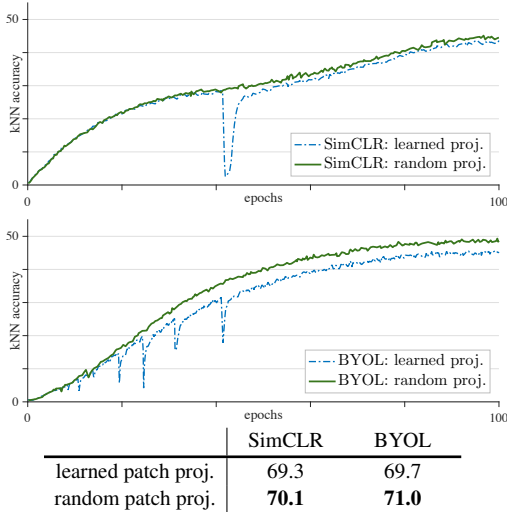 50
kNN accuracy
SimCLR: learned proj.
SimCLR: random proj.
0
0 epochs 100
50
kNN accuracy
BYOL: learned proj.
BYOL: random proj.
0
0 epochs 100
SimCLR BYOL
learned patch proj. 69.3 69.7
random patch proj. 70.1 71.0